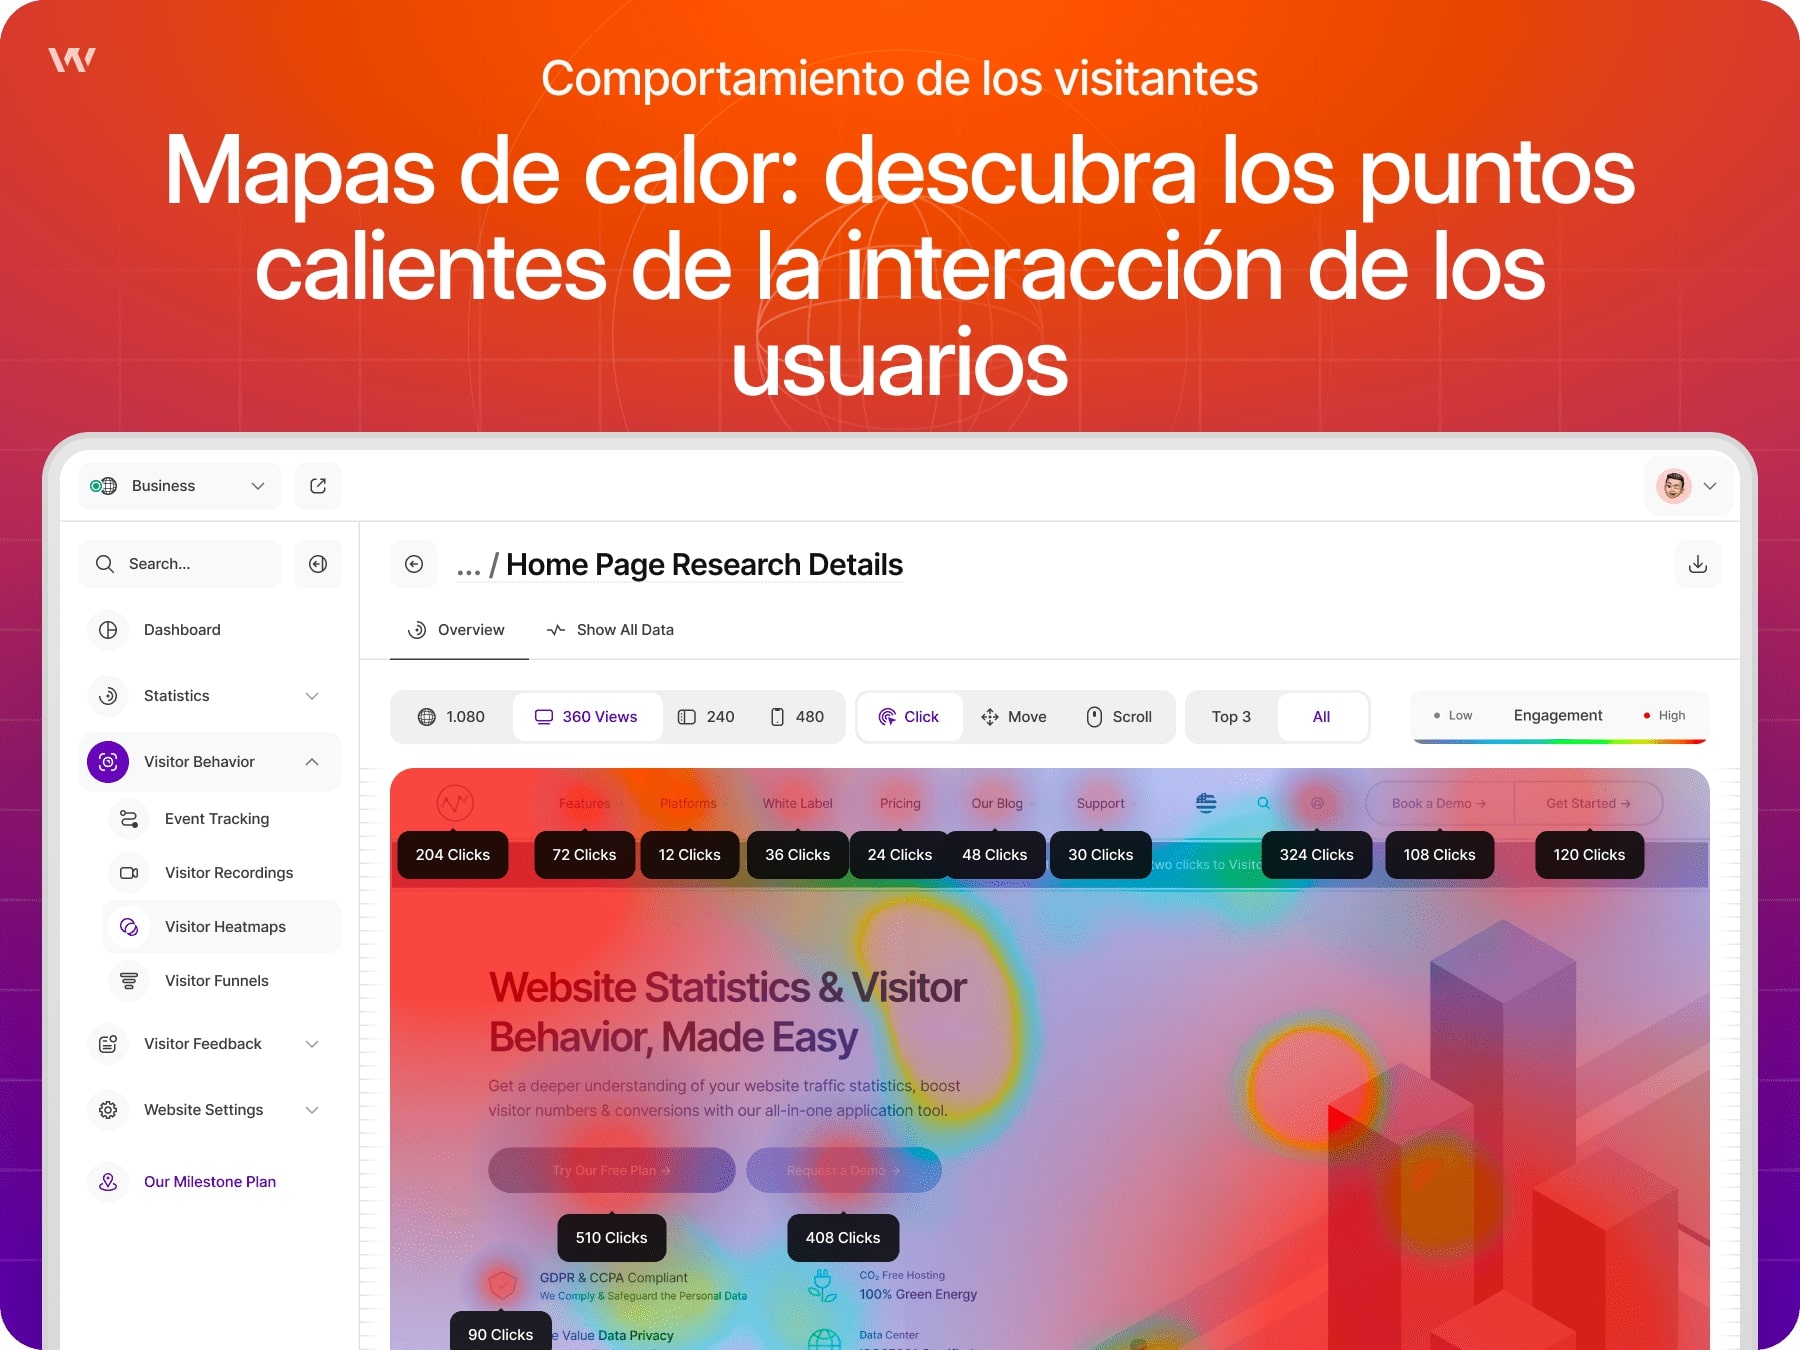 Comportamiento de los visitantes
Mapas de calor: descubra los puntos
calientes de la interacción de los
usuarios
Business
Search...
... / Home Page Research Details
Dashboard
Overview
Show All Data
Statistics
1.080
360 Views
240
480
Click
Move
Scroll
Top 3
All
Low
Engagement
High
Visitor Behavior
Event Tracking
Visitor Recordings
Visitor Heatmaps
Visitor Funnels
Visitor Feedback
Website Settings
Our Milestone Plan
Features
Platforms
White Label
Pricing
Our Blog
Support
Book a Demo →
Get Started →
204 Clicks
72 Clicks
12 Clicks
36 Clicks
24 Clicks
48 Clicks
30 Clicks
two clicks to
324 Clicks
108 Clicks
120 Clicks
Website Statistics & Visitor
Behavior, Made Easy
Get a deeper understanding of your website traffic statistics, boost
visitor numbers & conversions with our all-in-one application tool.
Try Our Free Plan →
Request a Demo →
510 Clicks
408 Clicks
GDPR & CCPA Compliant
We Comply & Safeguard the Personal Data
CO₂ Free Hosting
100% Green Energy
90 Clicks
Value Data Privacy
Data Center